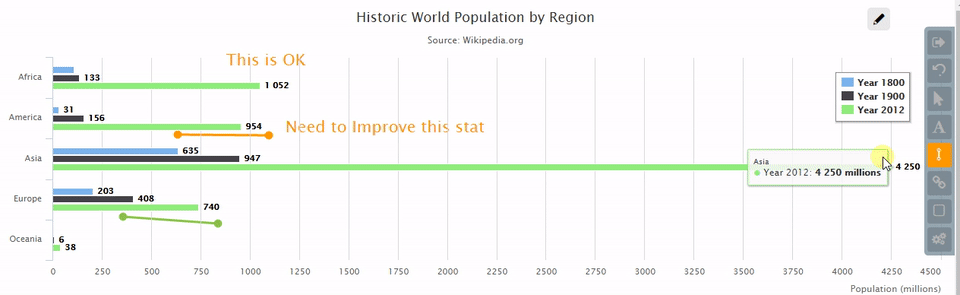 Historic World Population by Region
Source: Wikipedia.org
This is OK
Africa
133
1 052
Year 1800
Year 1900
Year 2012
America
31
156
954
Need to Improve this stat
A
Asia
635
947
4 250
Asia
Year 2012: 4 250 millions
Europe
203
408
740
Oceania
6
38
0 250 500 750 1000 1250 1500 1750 2000 2250 2500 2750 3000 3250 3500 3750 4000 4250 4500
Population (millions)